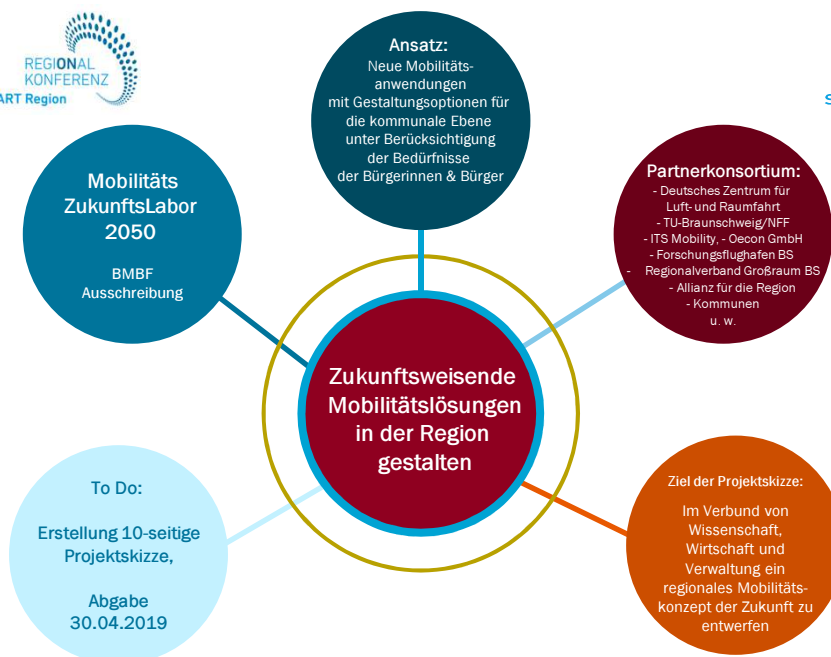 REGIONAL
KONFERENZ
ART Region
S
Ansatz:
Neue Mobilitäts-
anwendungen
mit Gestaltungsoptionen für
die kommunale Ebene
unter Berücksichtigung
der Bedürfnisse
der Bürgerinnen & Bürger
Mobilitäts
ZukunftsLabor
2050
BMBF
Ausschreibung
Partnerkonsortium:
- Deutsches Zentrum für
Luft- und Raumfahrt
- TU-Braunschweig/NFF
- ITS Mobility, - Oecon GmbH
- Forschungsflughafen BS
- Regionalverband Großraum BS
- Allianz für die Region
- Kommunen
u. w.
Zukunftsweisende
Mobilitätslösungen
in der Region
gestalten
To Do:
Erstellung 10-seitige
Projektskizze,
Abgabe
30.04.2019
Ziel der Projektskizze:
Im Verbund von
Wissenschaft,
Wirtschaft und
Verwaltung ein
regionales Mobilitäts-
konzept der Zukunft zu
entwerfen